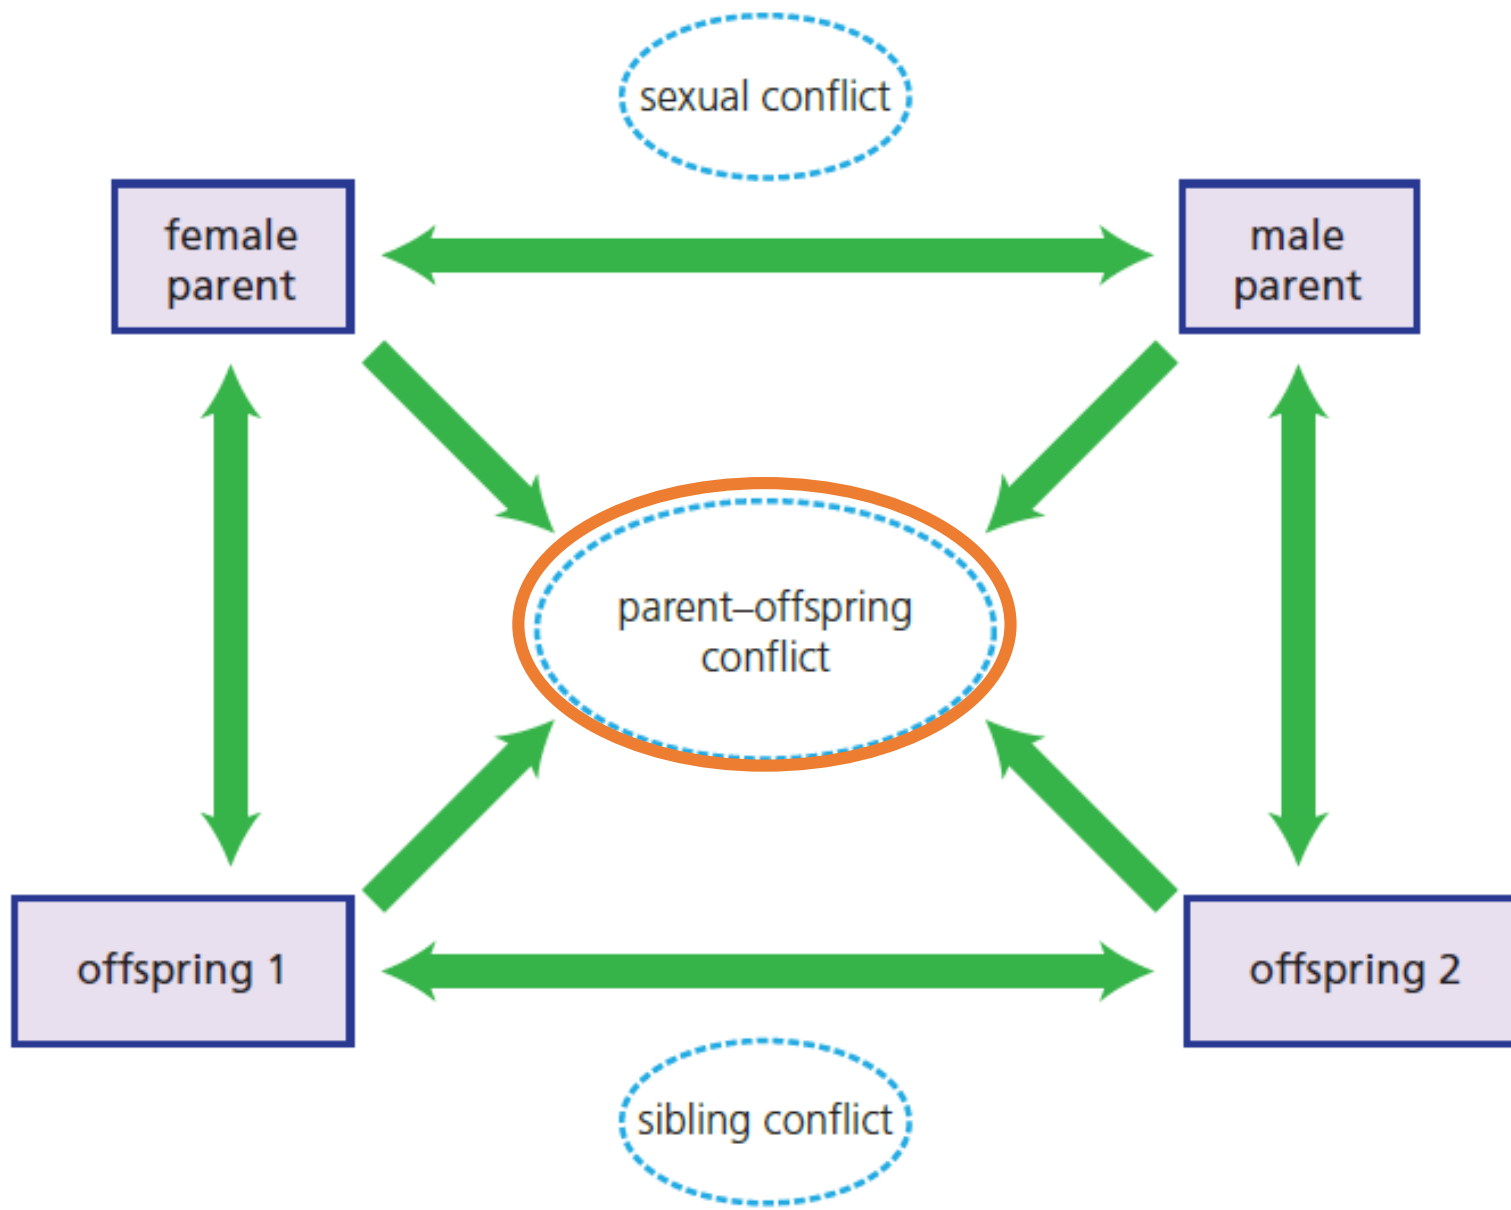 sexual conflict
female
parent
male
parent
parent–offspring
conflict
offspring 1
offspring 2
sibling conflict